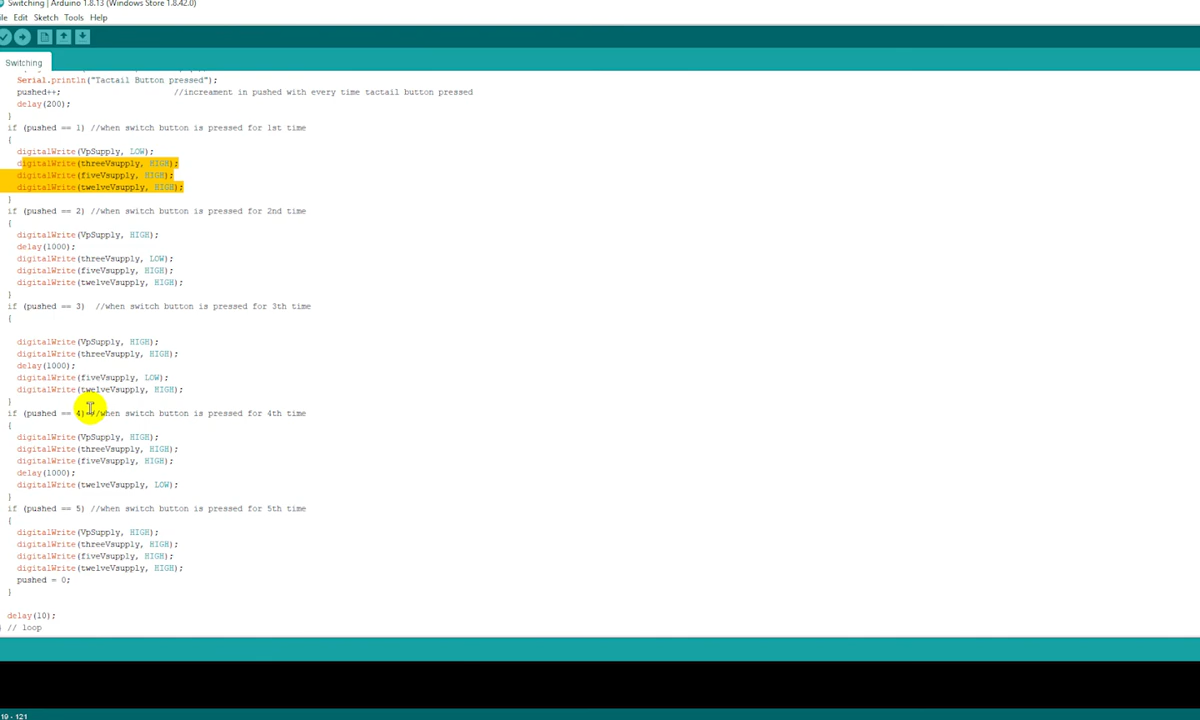 Switching | Arduino 1.8.13 (Windows Store 1.8.42.0)
Edit Sketch Tools Help
Switching
Serial.println("Tactail Button pressed");
pushed++; //increament in pushed with every time tactail button pressed
delay(200);
}
if (pushed == 1) //when switch button is pressed for 1st time
{
digitalWrite(VpSupply, LOW);
digitalWrite(threeVsupply, HIGH);
digitalWrite(fiveVsupply, HIGH);
digitalWrite(twelveVsupply, HIGH);
}
if (pushed == 2) //when switch button is pressed for 2nd time
{
digitalWrite(VpSupply, HIGH);
delay(1000);
digitalWrite(threeVsupply, LOW);
digitalWrite(fiveVsupply, HIGH);
digitalWrite(twelveVsupply, HIGH);
}
if (pushed == 3) //when switch button is pressed for 3th time
{
digitalWrite(VpSupply, HIGH);
digitalWrite(threeVsupply, HIGH);
delay(1000);
digitalWrite(fiveVsupply, LOW);
digitalWrite(twelveVsupply, HIGH);
}
if (pushed == 4) //when switch button is pressed for 4th time
{
digitalWrite(VpSupply, HIGH);
digitalWrite(threeVsupply, HIGH);
digitalWrite(fiveVsupply, HIGH);
delay(1000);
digitalWrite(twelveVsupply, LOW);
}
if (pushed == 5) //when switch button is pressed for 5th time
{
digitalWrite(VpSupply, HIGH);
digitalWrite(threeVsupply, HIGH);
digitalWrite(fiveVsupply, HIGH);
digitalWrite(twelveVsupply, HIGH);
pushed = 0;
}
delay(10);
// loop
19 - 121